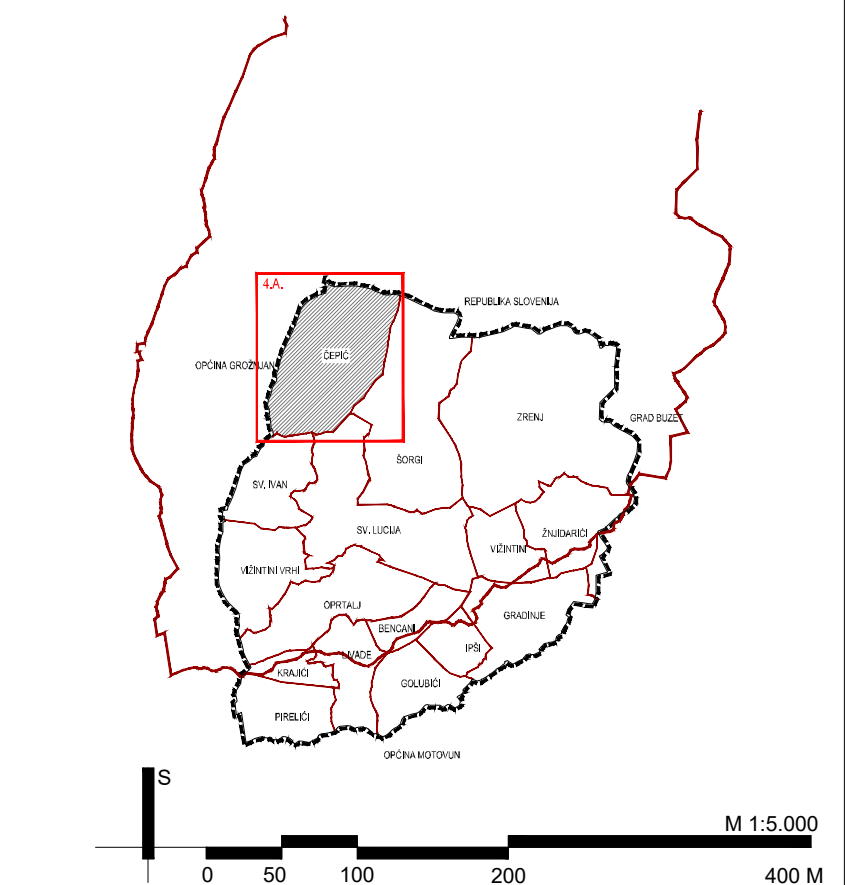 4.A.
REPUBLIKA SLOVENIJA
ČEPIĆ
OPĆINA GROŽNJAN
ZRENJ
GRAD BUZET
ŠORGI
SV. IVAN
SV. LUCIJA
ŽNJIDARIĆI
VIŽINTINI
VIŽINTINI VRHI
OPRTALJ
GRADINJE
BENCANI
IPŠI
LIVADE
KRAJIĆI
GOLUBIĆI
PIRELIĆI
OPĆINA MOTOVUN
S
M 1:5.000
0 50 100 200 400 M